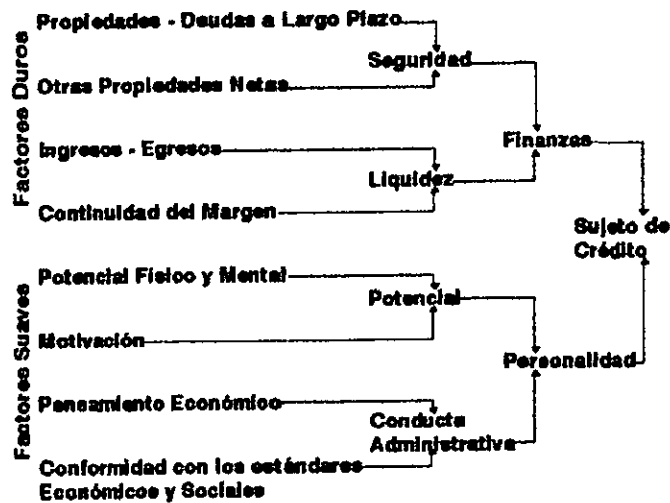 Factores Duros
Propiedades - Deudas a Largo Plazo
Seguridad
Otras Propiedades Netas
Finanzas
Ingresos - Egresos
Liquidez
Continuidad del Margen
Sujeto de
Crédito
Factores Suaves
Potencial Físico y Mental
Potencial
Motivación
Personalidad
Pensamiento Económico
Conducta
Administrativa
Conformidad con los estándares
Económicos y Sociales